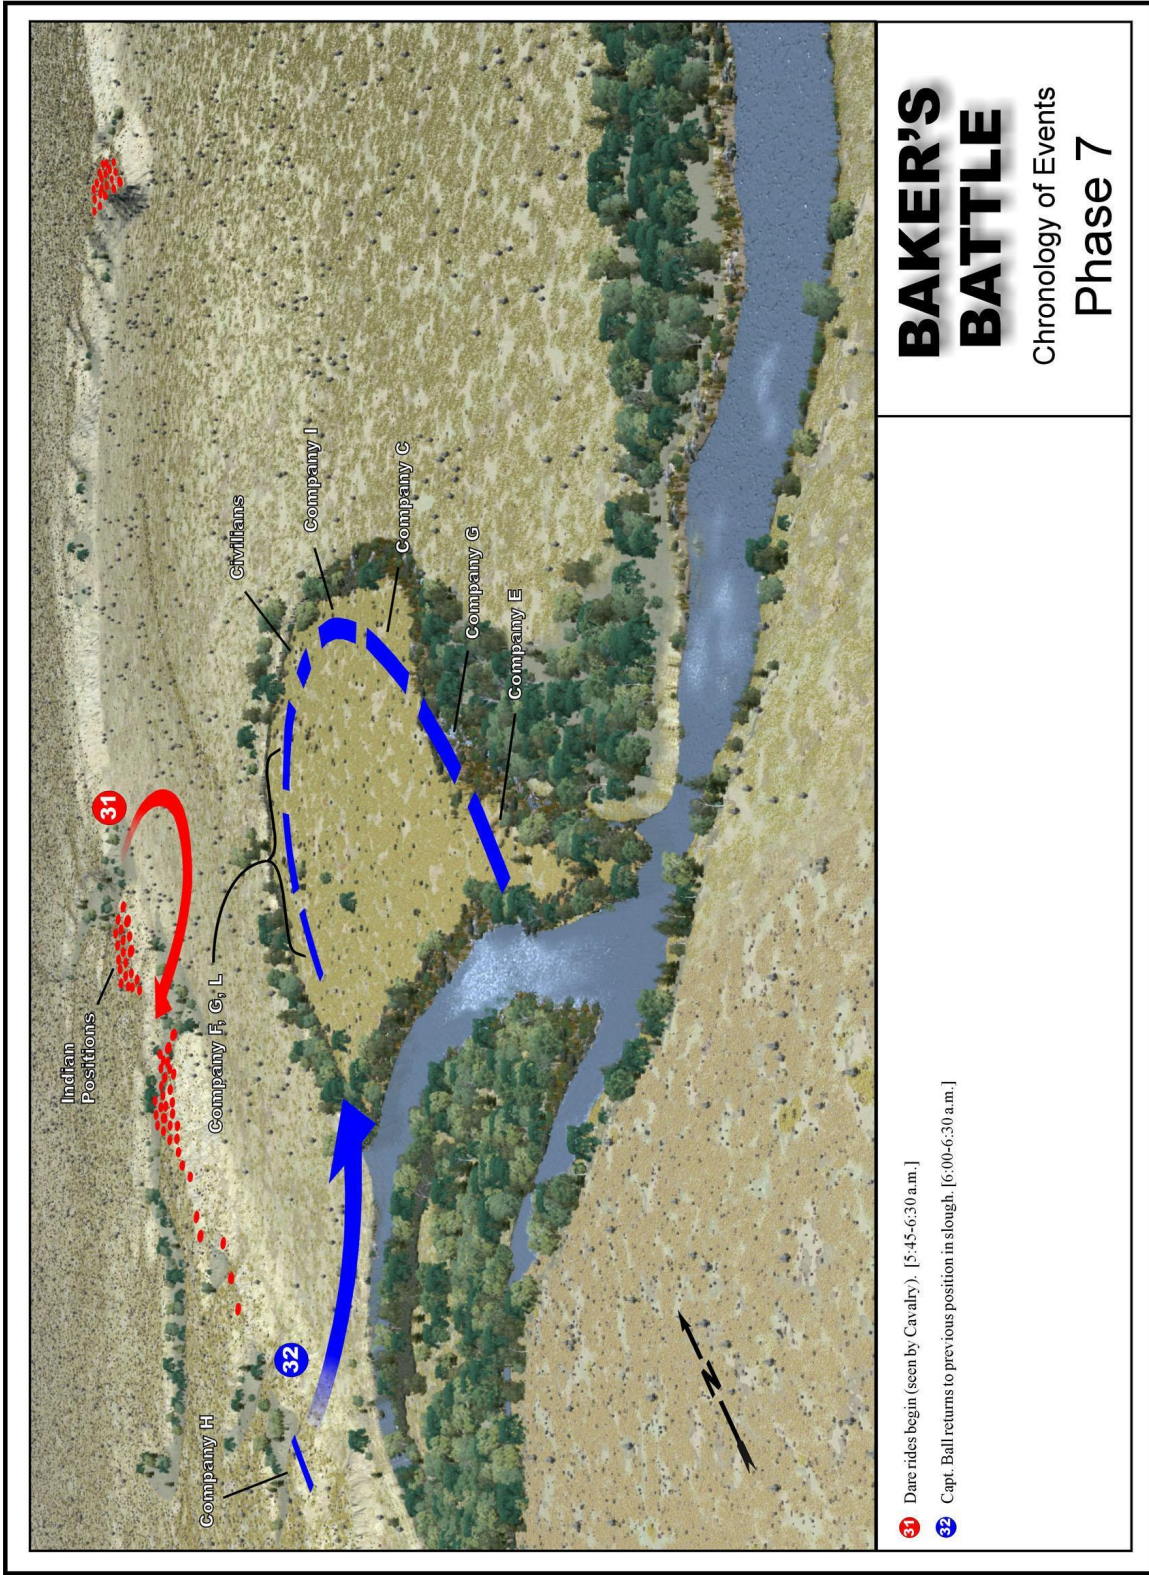 Indian
Positions
31
Company F, G, L
Civilians
Company I
Company C
Company G
Company E
Company H
32
N
31 Dare rides begin (seen by Cavalry). [5:45-6:30 a.m.]
32 Capt. Ball returns to previous position in slough. [6:00-6:30 a.m.]
BAKER'S
BATTLE
Chronology of Events
Phase 7